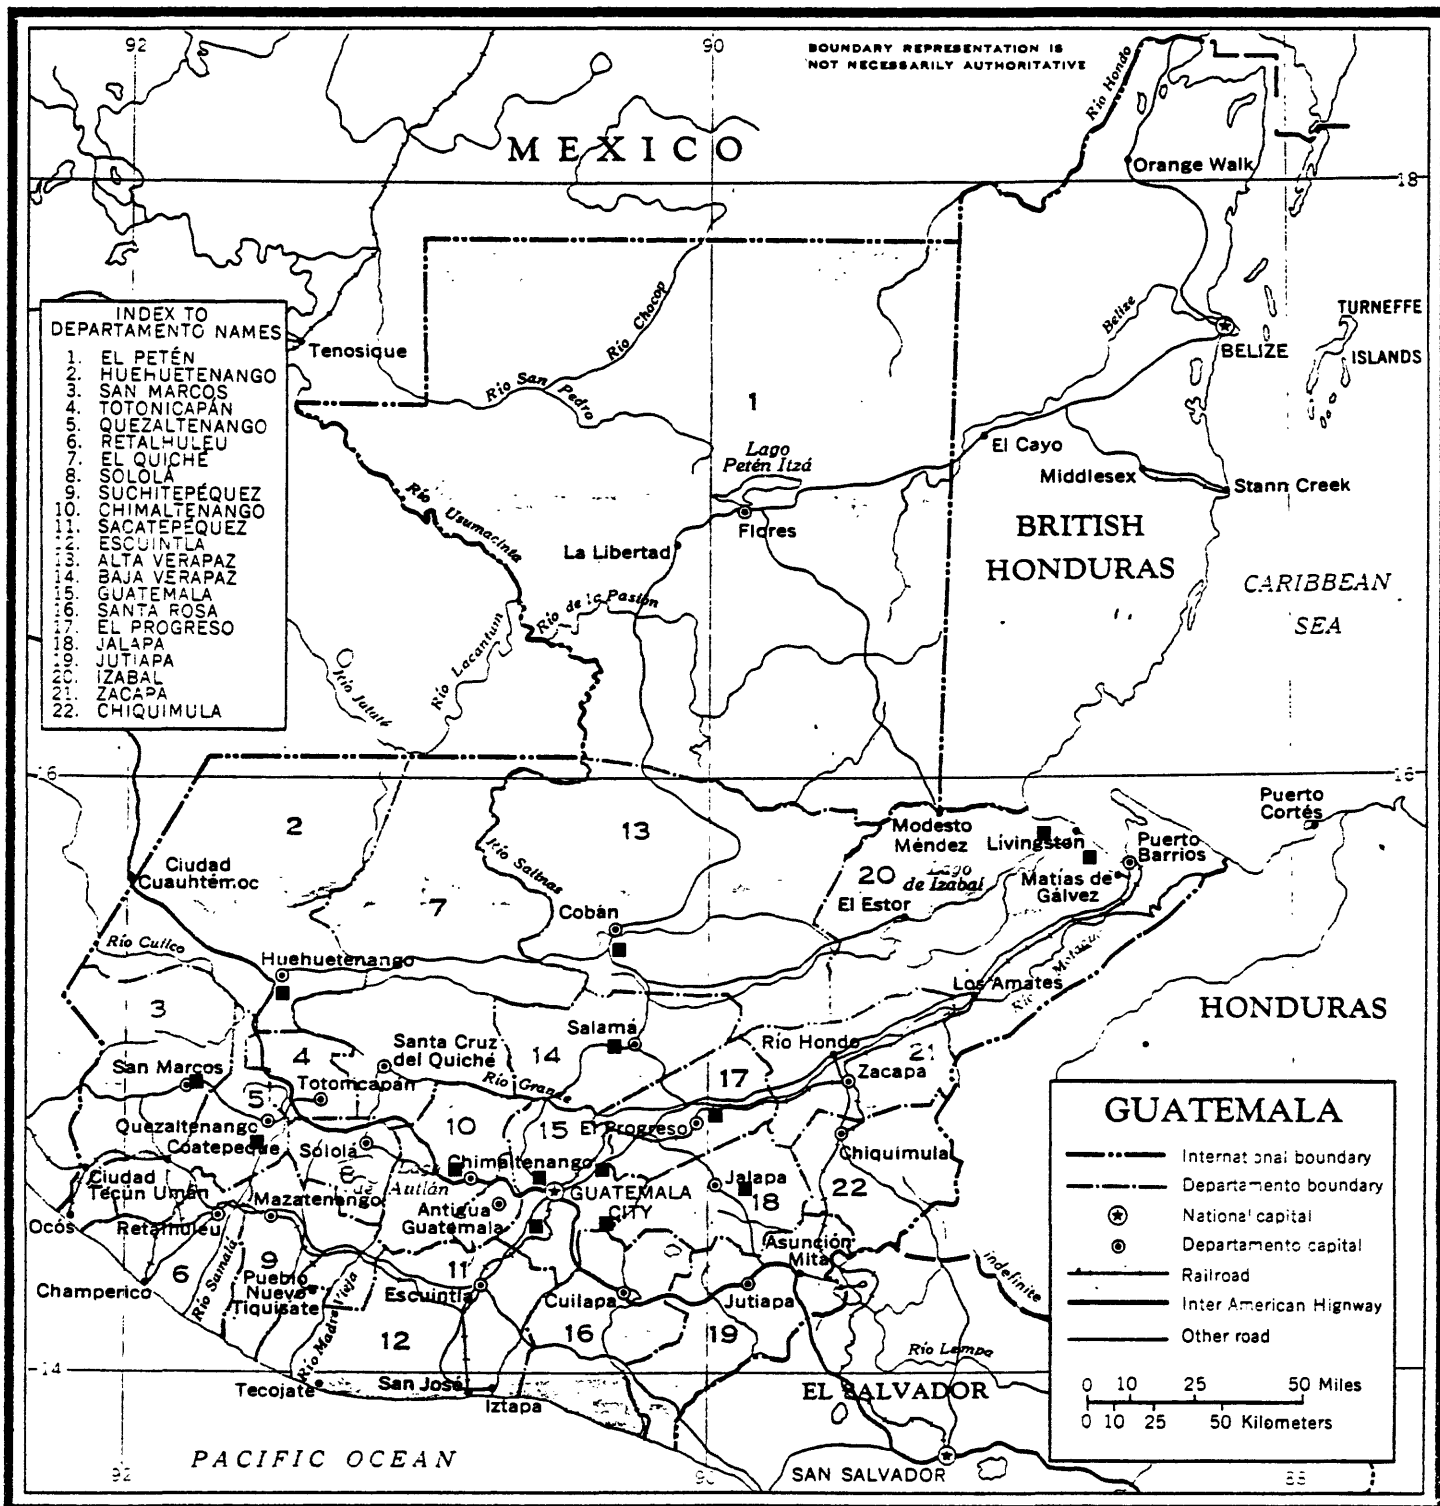 92
90
BOUNDARY REPRESENTATION IS
NOT NECESSARILY AUTHORITATIVE
Río Hondo
MEXICO
Orange Walk
18
INDEX TO
DEPARTAMENTO NAMES
1. EL PETÉN
2. HUEHUETENANGO
3. SAN MARCOS
4. TOTONICAPÁN
5. QUEZALTENANGO
6. RETALHULEU
7. EL QUICHÉ
8. SOLOLÁ
9. SUCHITEPÉQUEZ
10. CHIMALTENANGO
11. SACATEPÉQUEZ
12. ESCUINTLA
13. ALTA VERAPAZ
14. BAJA VERAPAZ
15. GUATEMALA
16. SANTA ROSA
17. EL PROGRESO
18. JALAPA
19. JUTIAPA
20. IZABAL
21. ZACAPA
22. CHIQUIMULA
Tenosique
Río Chocop
Río San Pedro
Belize
BELIZE
TURNEFFE
ISLANDS
1
Lago
Petén Itzá
El Cayo
Middlesex
Stann Creek
Río Usumacinta
Flores
La Libertad
BRITISH
HONDURAS
CARIBBEAN
SEA
Río de la Pasión
Río Lacantum
Río Jataté
16
16
2
13
7
Río Salinas
Ciudad
Cuauhtémoc
Modesto
Méndez
Livingston
Puerto
Barrios
Puerto
Cortés
20
Lago
de Izabal
Matías de
Gálvez
El Estor
Cobán
Río Cuilco
Huehuetenango
Los Amates
Río Motagua
HONDURAS
3
4
Santa Cruz
del Quiché
Salamá
14
Río Hondo
21
San Marcos
Totonicapán
Río Grande
17
Zacapa
5
Quezaltenango
Coatepeque
Sololá
10
15
El Progreso
Chiquimula
Ciudad
Tecún Umán
8
Lago
de Atitlán
Chimaltenango
Jalapa
18
22
Ocós
Retalhuleu
Mazatenango
Antigua
Guatemala
GUATEMALA
CITY
Asunción
Mita
Champerico
6
Río Samalá
9
Pueblo
Nuevo
Tiquisate
Río Madre Vieja
11
Escuintla
Cuilapa
Jutiapa
indefinite
12
16
19
Río Lempa
14
Tecojate
San José
Iztapa
EL SALVADOR
PACIFIC OCEAN
SAN SALVADOR
92
90
88
GUATEMALA
International boundary
Departamento boundary
National capital
Departamento capital
Railroad
Inter American Highway
Other road
0 10 25 50 Miles
0 10 25 50 Kilometers